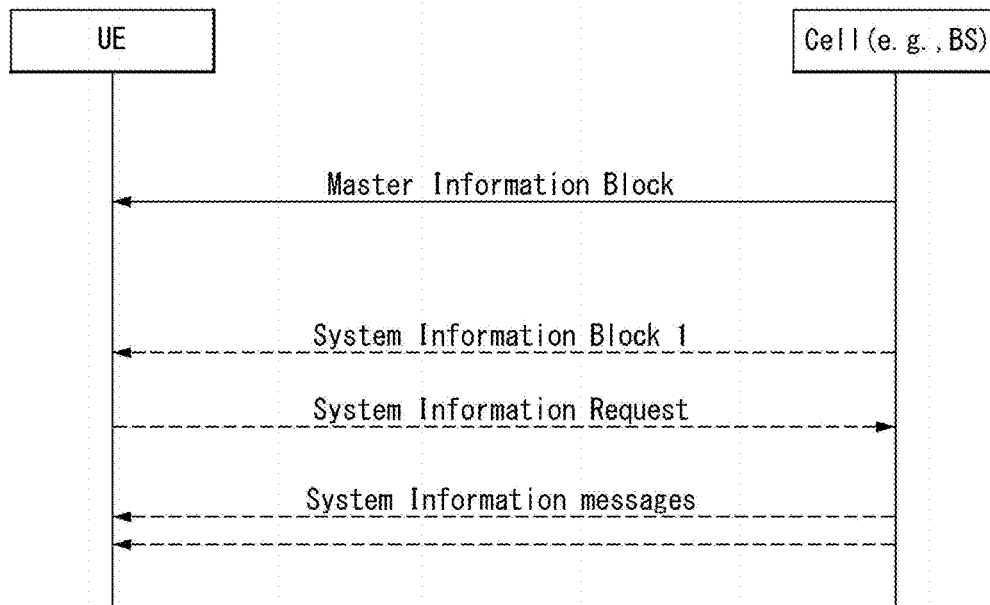 UE
Cell(e.g.,BS)
Master Information Block
System Information Block 1
System Information Request
System Information messages